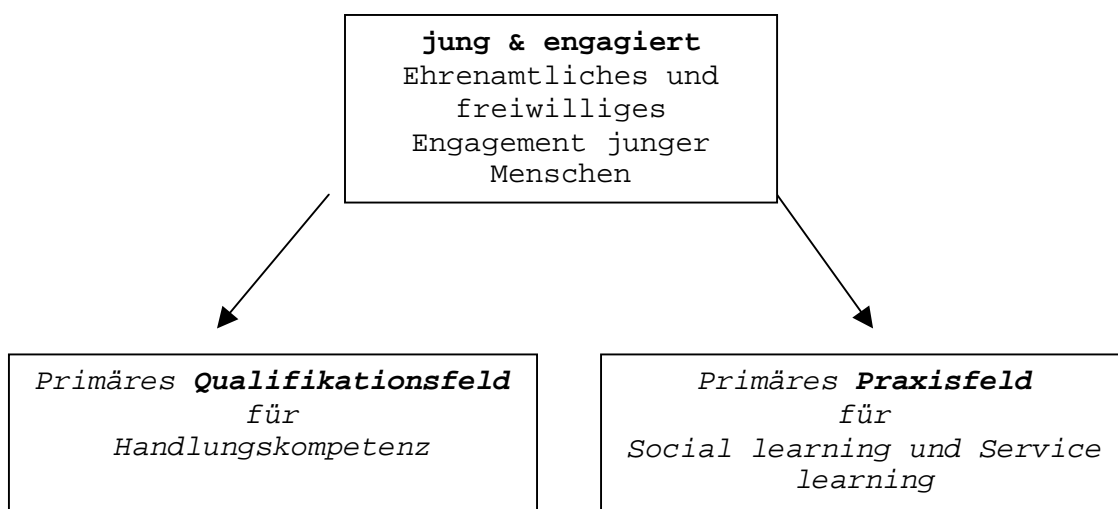 jung & engagiert
Ehrenamtliches und
freiwilliges
Engagement junger
Menschen
Primäres Qualifikationsfeld
für
Handlungskompetenz
Primäres Praxisfeld
für
Social learning und Service
learning